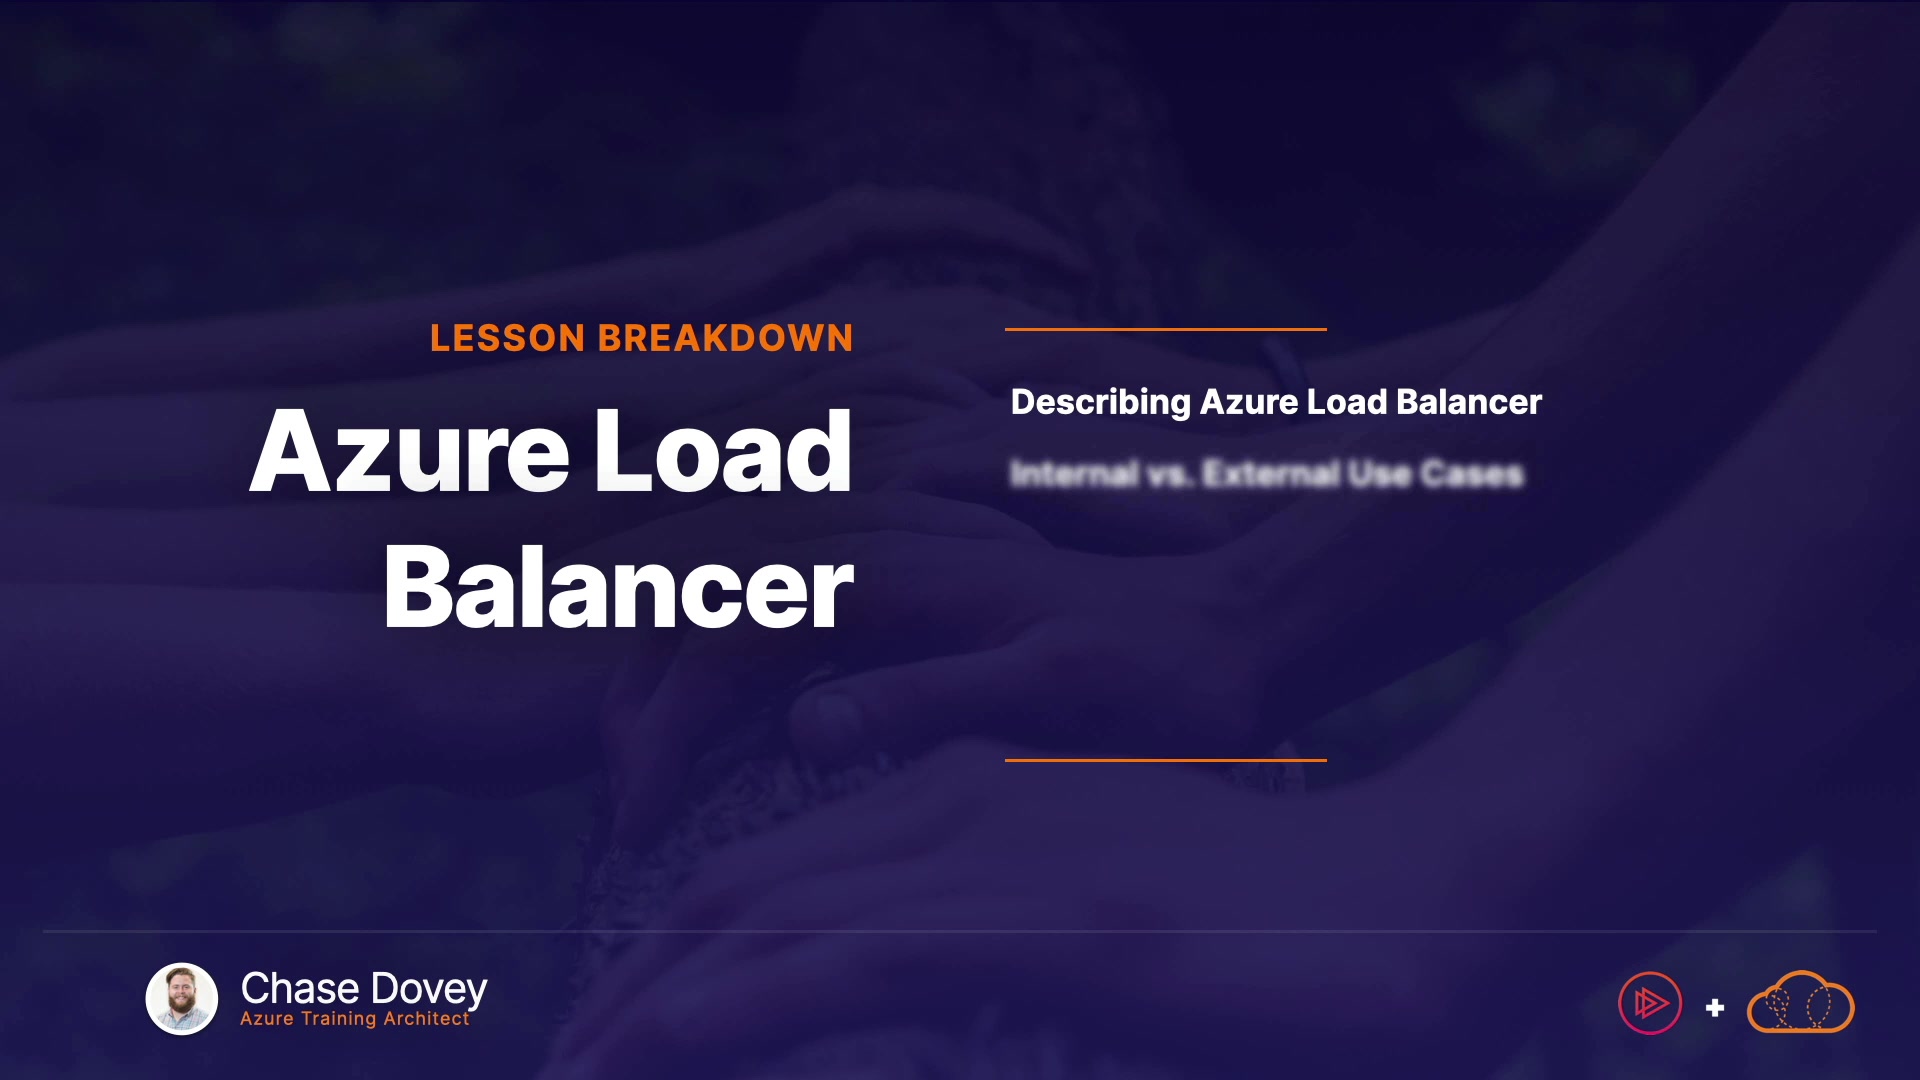 LESSON BREAKDOWN
Azure Load
Balancer
Describing Azure Load Balancer
Internal vs. External Use Cases
Chase Dovey
Azure Training Architect